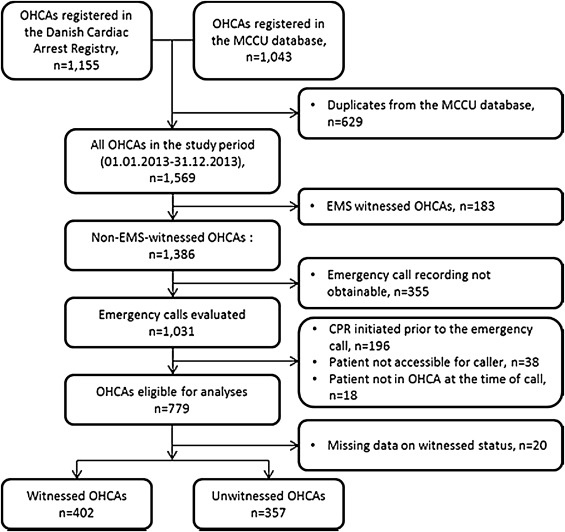 OHCAs registered in
the Danish Cardiac
Arrest Registry,
n=1,155
OHCAs registered in
the MCCU database,
n=1,043
• Duplicates from the MCCU database,
n=629
All OHCAs in the study period
(01.01.2013-31.12.2013),
n=1,569
• EMS witnessed OHCAs, n=183
Non-EMS-witnessed OHCAs :
n=1,386
• Emergency call recording not
obtainable, n=355
Emergency calls evaluated
n=1,031
• CPR initiated prior to the emergency
call, n=196
• Patient not accessible for caller, n=38
• Patient not in OHCA at the time of call,
n=18
OHCAs eligible for analyses
n=779
• Missing data on witnessed status, n=20
Witnessed OHCAs
n=402
Unwitnessed OHCAs
n=357